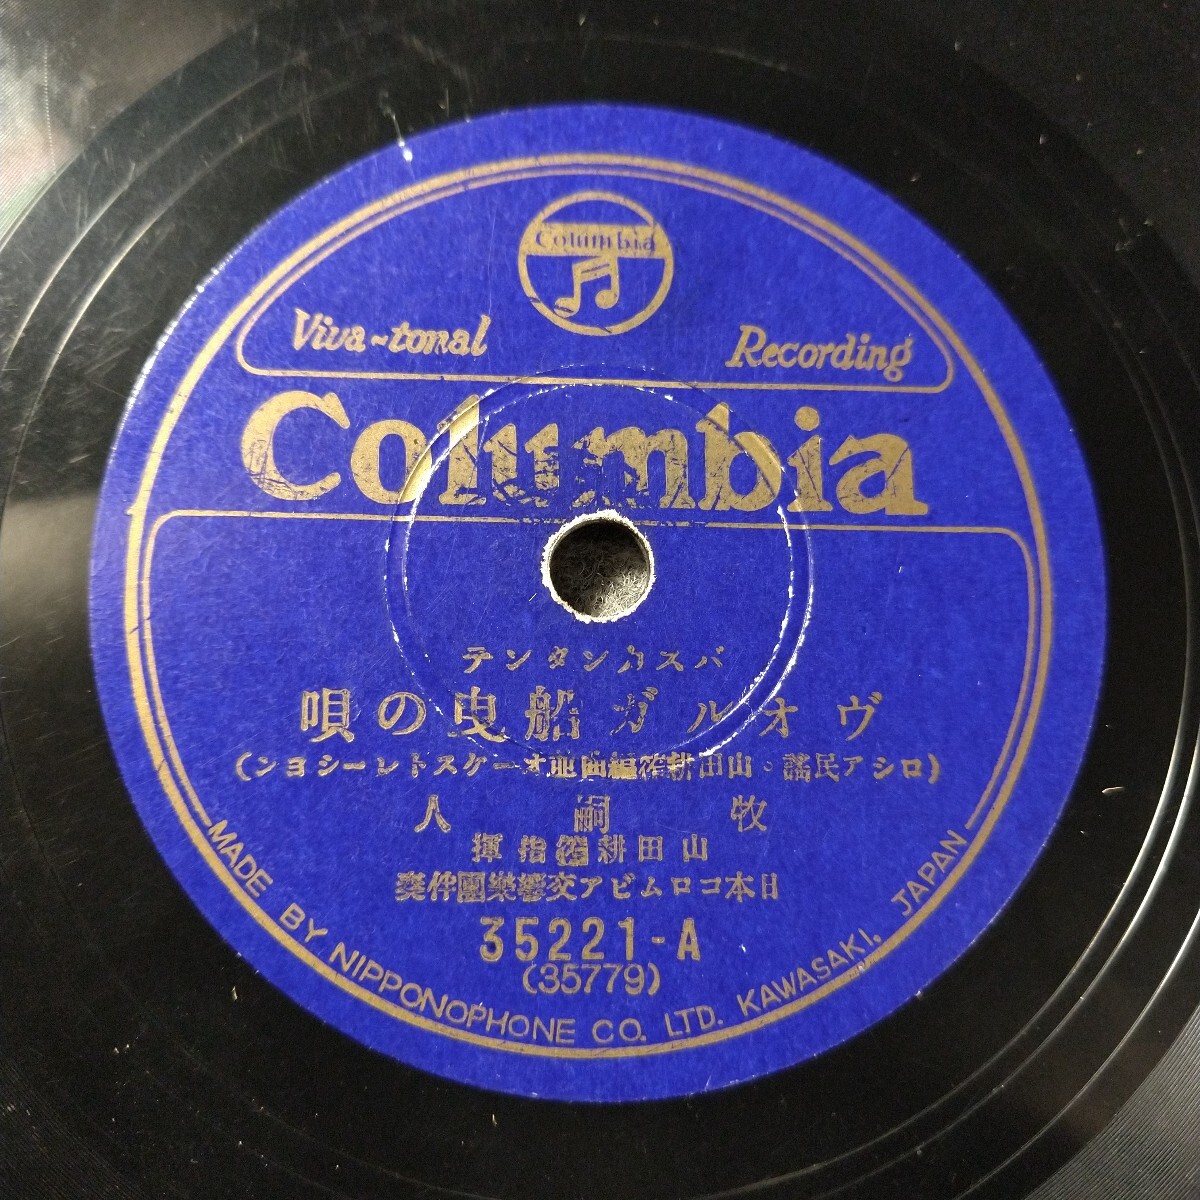 Columbia
Viva-tonal Recording
Columbia
バスカンタンテ
ヴォルガ船曳の唄
(ロシア民謠・山田耕筰編曲並オーケストレーシヨン)
牧嗣人
山田耕筰指揮
日本コロムビア交響樂團伴奏
35221-A
(35779)
MADE BY NIPPONOPHONE CO. LTD. KAWASAKI, JAPAN